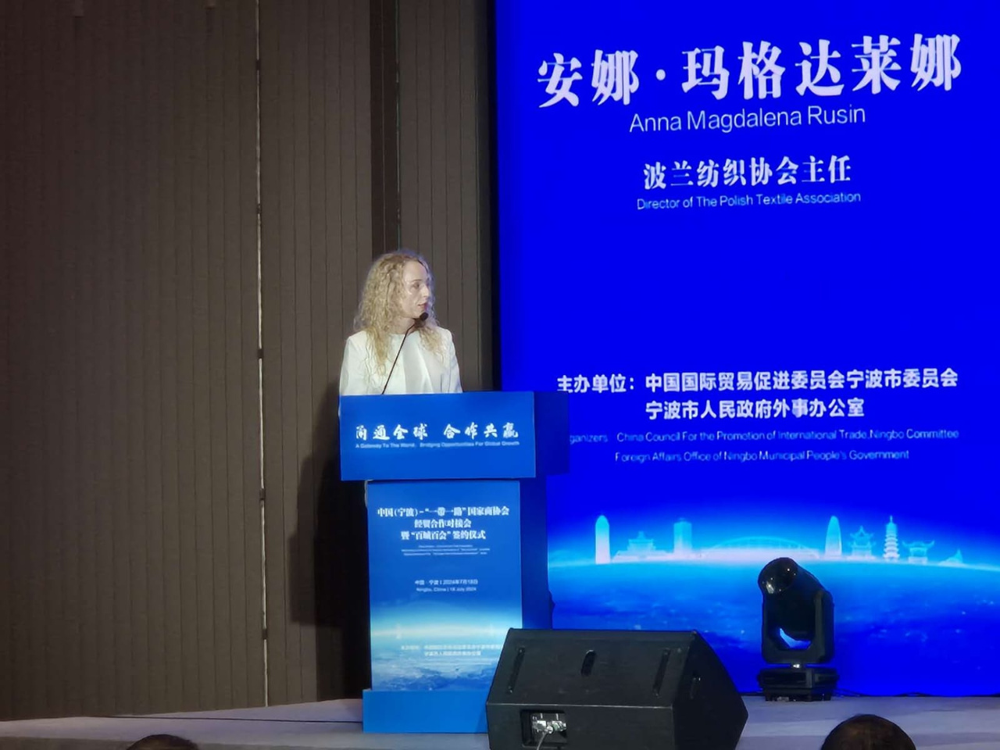 安娜·玛格达莱娜
Anna Magdalena Rusin
波兰纺织协会主任
Director of The Polish Textile Association
主办单位：中国国际贸易促进委员会宁波市委员会
宁波市人民政府外事办公室
China Council For the Promotion of International Trade,Ningbo Committee
Foreign Affairs Office of Ningbo Municipal People's Government
甬通全球 合作共赢
A Gateway To The World, Bridging Opportunities For Global Growth
中国(宁波)-“一带一路”国家商协会
经贸合作对接会
暨“百城百会”签约仪式
中国·宁波 | 2024年7月18日
Ningbo, China | 18 July 2024